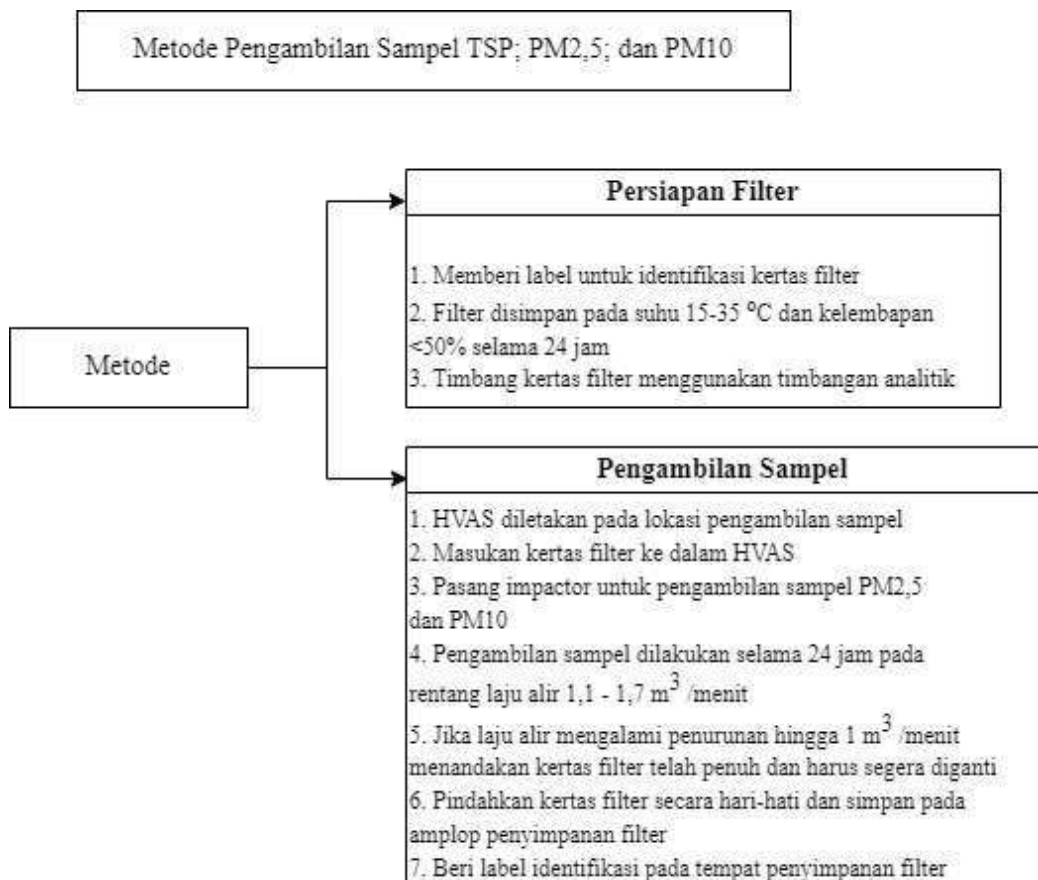 Metode Pengambilan Sampel TSP; PM2,5; dan PM10
Persiapan Filter
1. Memberi label untuk identifikasi kertas filter
2. Filter disimpan pada suhu 15-35 °C dan kelembapan
<50% selama 24 jam
3. Timbang kertas filter menggunakan timbangan analitik
Metode
Pengambilan Sampel
1. HVAS diletakan pada lokasi pengambilan sampel
2. Masukan kertas filter ke dalam HVAS
3. Pasang impactor untuk pengambilan sampel PM2,5
dan PM10
4. Pengambilan sampel dilakukan selama 24 jam pada
rentang laju alir 1,1 - 1,7 m³ /menit
5. Jika laju alir mengalami penurunan hingga 1 m³ /menit
menandakan kertas filter telah penuh dan harus segera diganti
6. Pindahkan kertas filter secara hari-hati dan simpan pada
amplop penyimpanan filter
7. Beri label identifikasi pada tempat penyimpanan filter